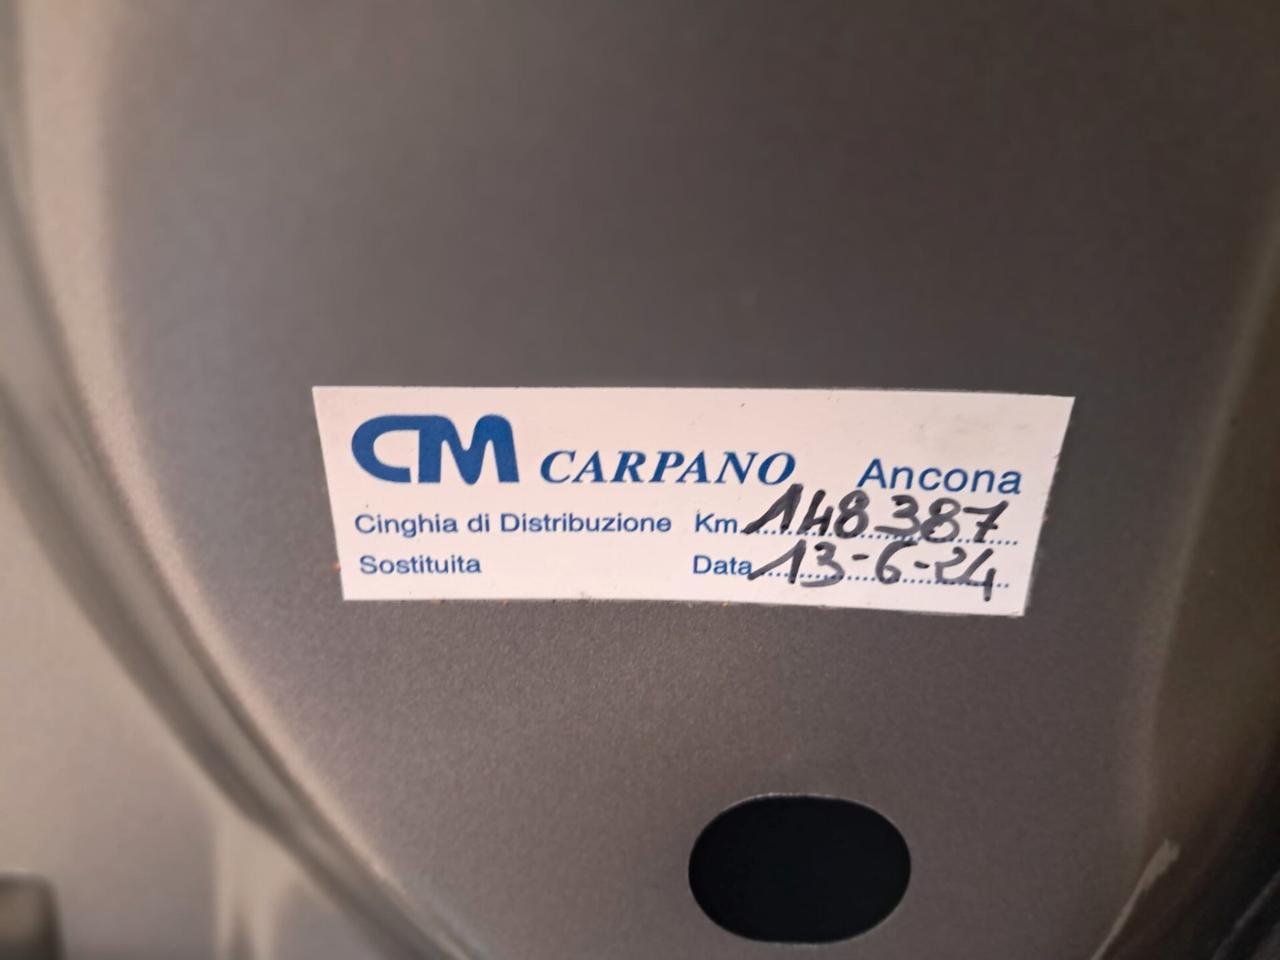 CM CARPANO Ancona
Cinghia di Distribuzione Km 148387
Sostituita Data 13-6-24